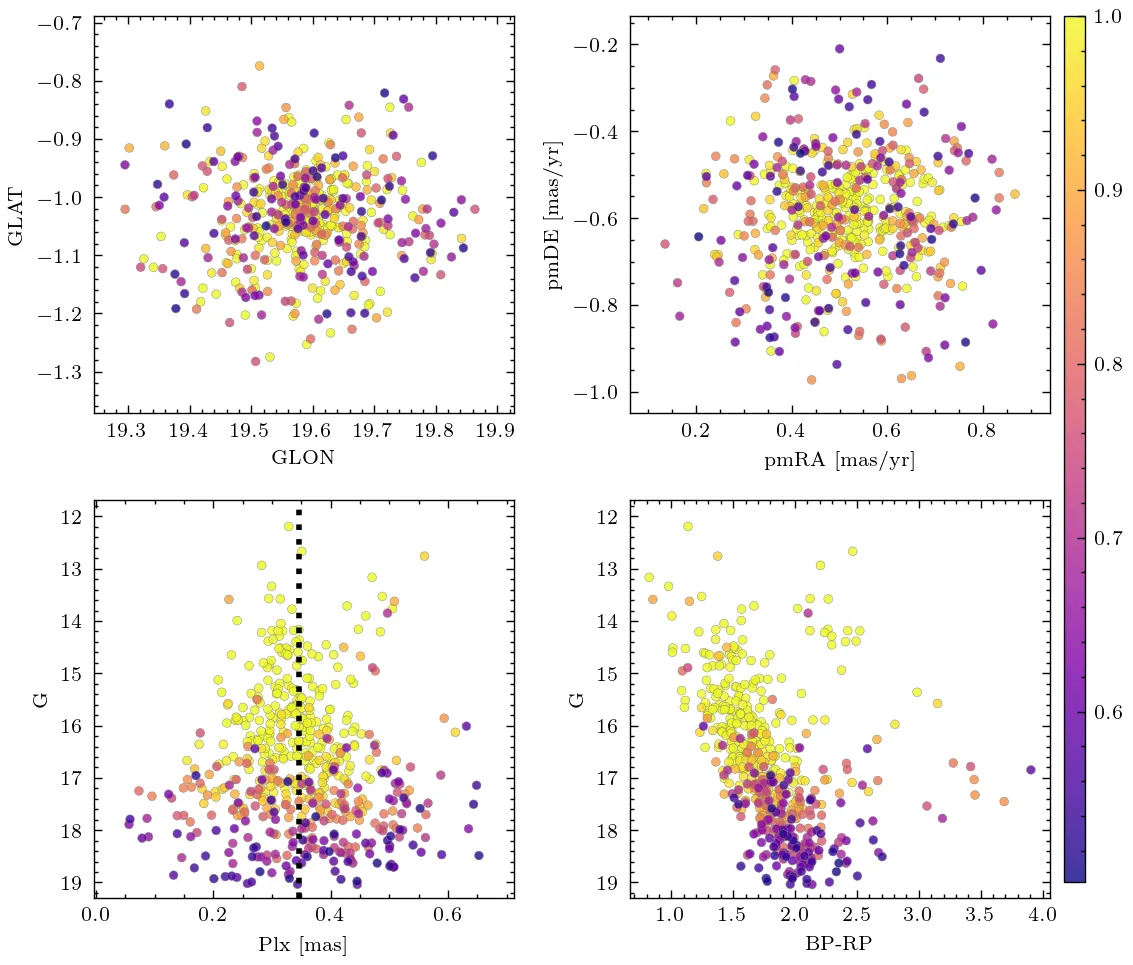 −0.7
−0.8
−0.9
−1.0
−1.1
−1.2
−1.3
GLAT
19.3 19.4 19.5 19.6 19.7 19.8 19.9
GLON
−0.2
−0.4
−0.6
−0.8
−1.0
pmDE [mas/yr]
0.2 0.4 0.6 0.8
pmRA [mas/yr]
1.0
0.9
0.8
0.7
0.6
12
13
14
15
16
17
18
19
G
0.0 0.2 0.4 0.6
Plx [mas]
12
13
14
15
16
17
18
19
G
1.0 1.5 2.0 2.5 3.0 3.5 4.0
BP-RP